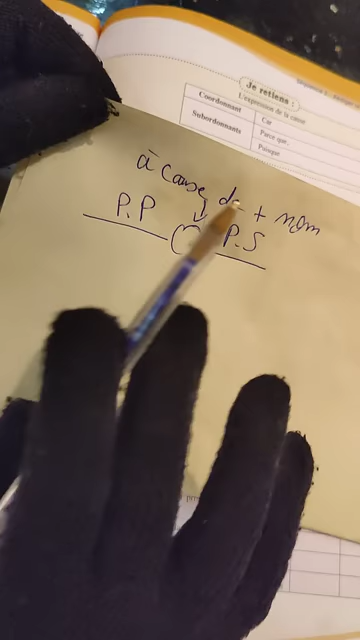 Je retiens :
L'expression de la cause
Coordonnant
Car
Subordonnants
Parce que,
Puisque
à cause de + nom
P.P
P.S